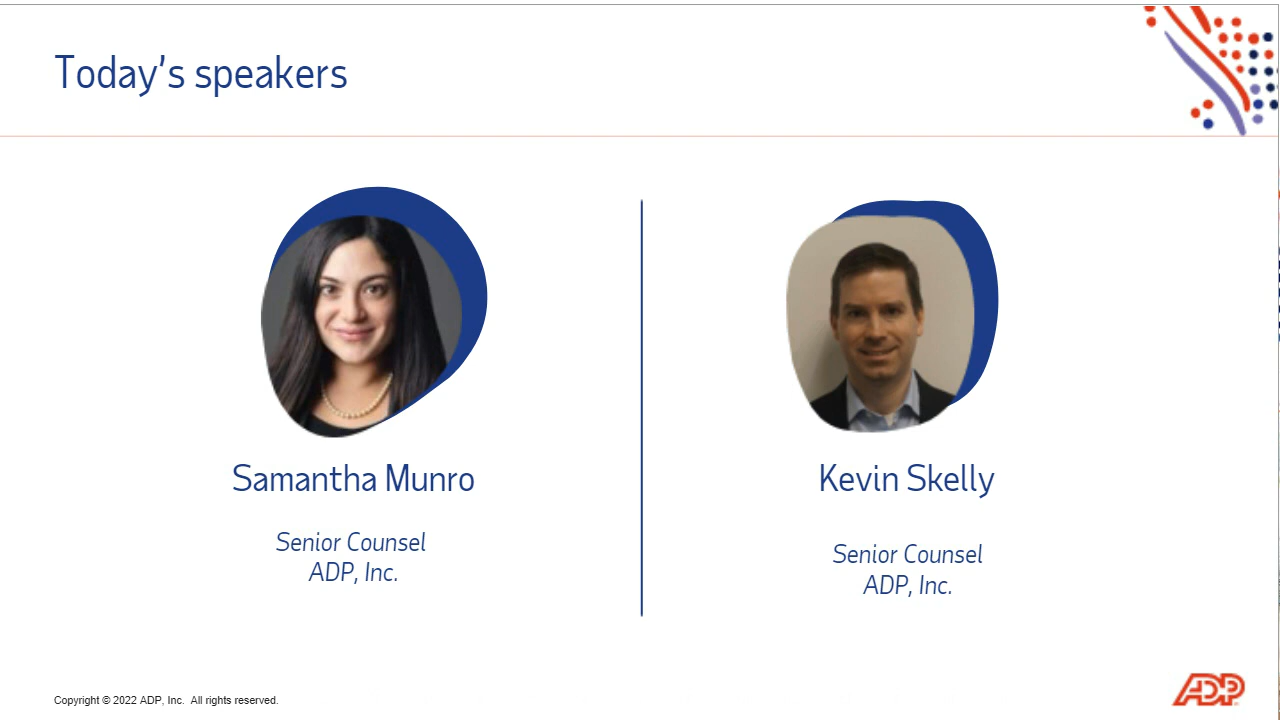 Today's speakers
Samantha Munro
Senior Counsel
ADP, Inc.
Kevin Skelly
Senior Counsel
ADP, Inc.
Copyright © 2022 ADP, Inc. All rights reserved.
ADP